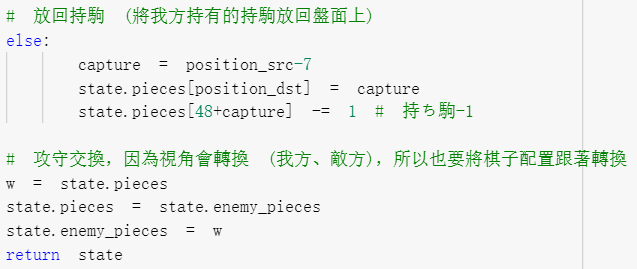 # 放回持駒 (將我方持有的持駒放回盤面上)
else:
capture = position_src-7
state.pieces[position_dst] = capture
state.pieces[48+capture] -= 1 # 持ち駒-1
# 攻守交換，因為視角會轉換 (我方、敵方)，所以也要將棋子配置跟著轉換
w = state.pieces
state.pieces = state.enemy_pieces
state.enemy_pieces = w
return state